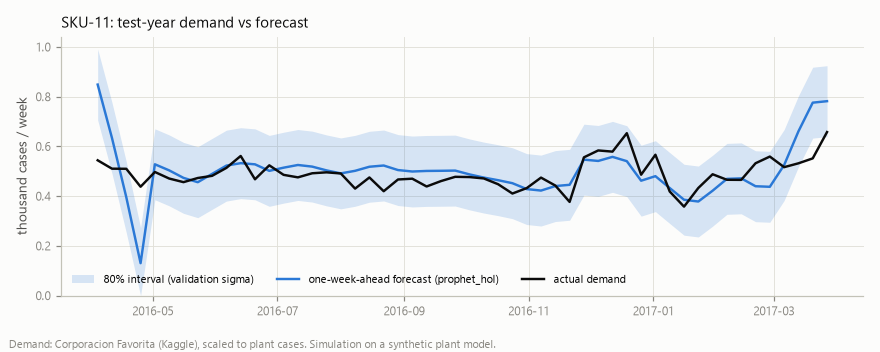 SKU-11: test-year demand vs forecast
thousand cases / week
1.0
0.8
0.6
0.4
0.2
0.0
80% interval (validation sigma)
one-week-ahead forecast (prophet_hol)
actual demand
2016-05
2016-07
2016-09
2016-11
2017-01
2017-03
Demand: Corporacion Favorita (Kaggle), scaled to plant cases. Simulation on a synthetic plant model.